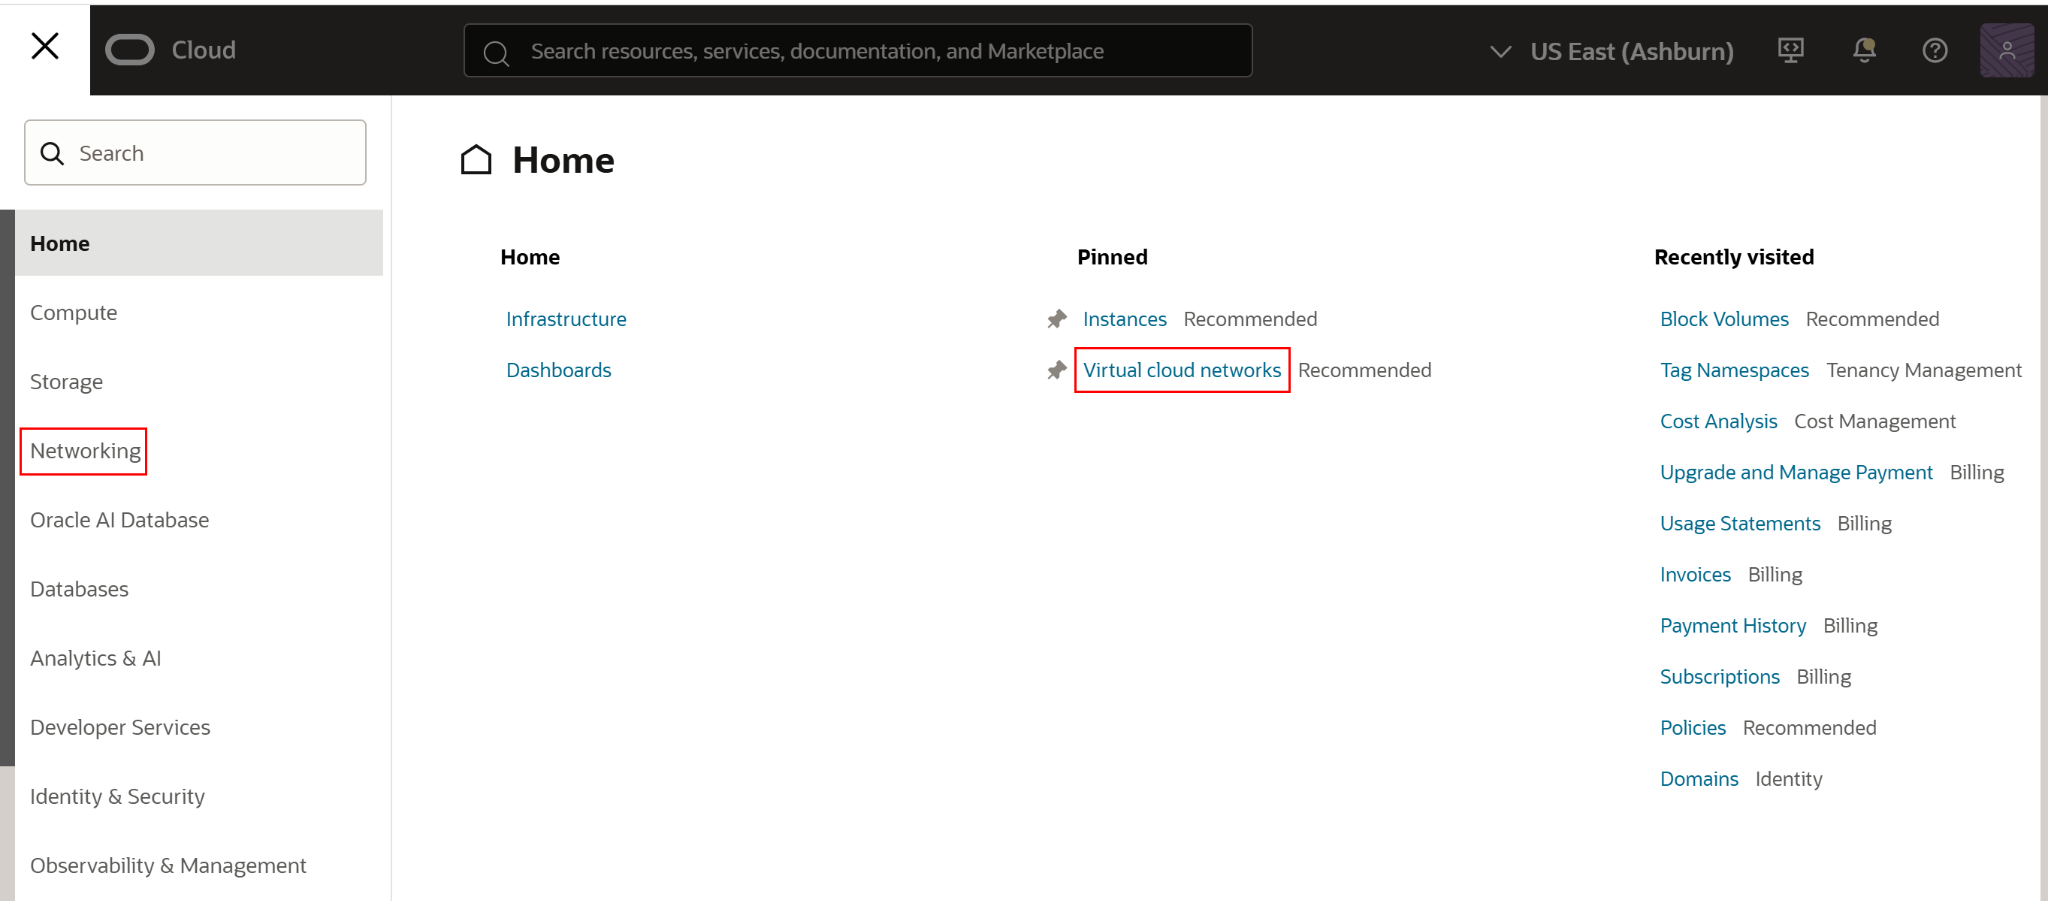 Cloud
Search resources, services, documentation, and Marketplace
US East (Ashburn)
Search
Home
Compute
Storage
Networking
Oracle AI Database
Databases
Analytics & AI
Developer Services
Identity & Security
Observability & Management
Home
Home
Infrastructure
Dashboards
Pinned
Instances Recommended
Virtual cloud networks Recommended
Recently visited
Block Volumes Recommended
Tag Namespaces Tenancy Management
Cost Analysis Cost Management
Upgrade and Manage Payment Billing
Usage Statements Billing
Invoices Billing
Payment History Billing
Subscriptions Billing
Policies Recommended
Domains Identity